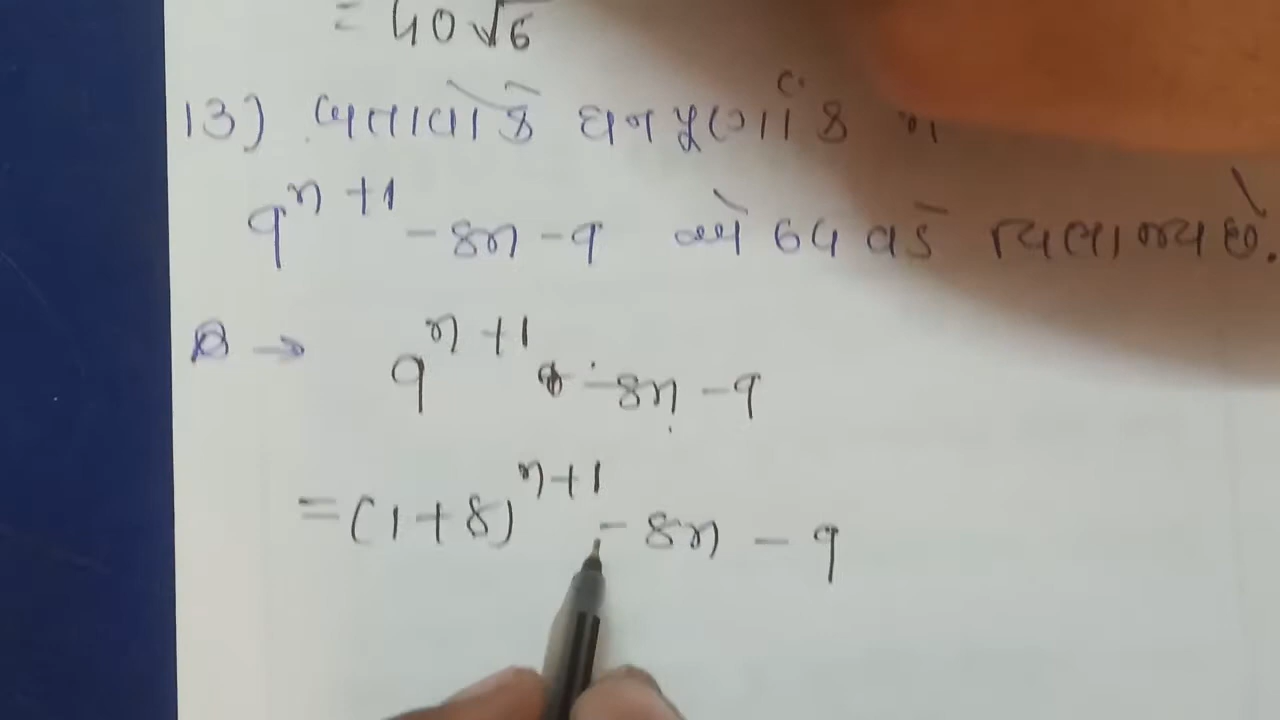 = 40√6
13) બતાવોકે ઘનપૂર્ણાંક n
9^{n+1} - 8n - 9 એ 64 વડે વિભાજ્ય છે.
→ 9^{n+1} - 8n - 9
= (1+8)^{n+1} - 8n - 9